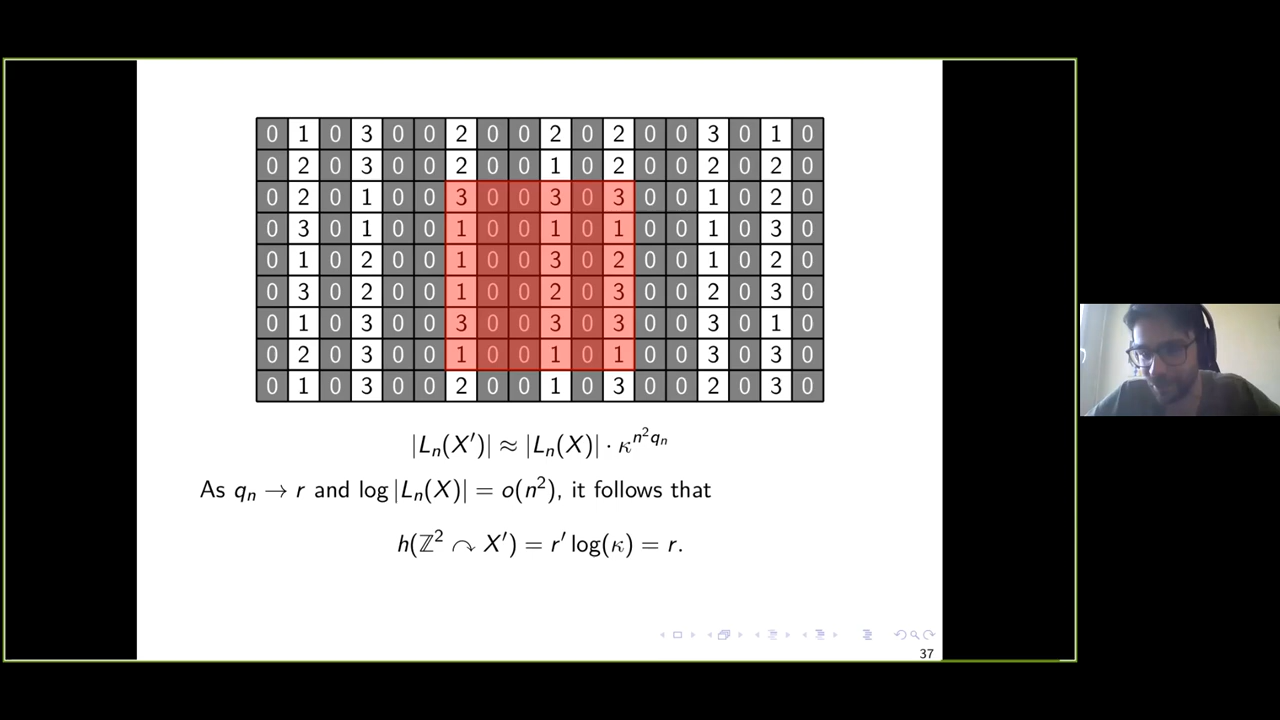 0 1 0 3 0 0 2 0 0 2 0 2 0 0 3 0 1 0
0 2 0 3 0 0 2 0 0 1 0 2 0 0 2 0 2 0
0 2 0 1 0 0 3 0 0 3 0 3 0 0 1 0 2 0
0 3 0 1 0 0 1 0 0 1 0 1 0 0 1 0 3 0
0 1 0 2 0 0 1 0 0 3 0 2 0 0 1 0 2 0
0 3 0 2 0 0 1 0 0 2 0 3 0 0 2 0 3 0
0 1 0 3 0 0 3 0 0 3 0 3 0 0 3 0 1 0
0 2 0 3 0 0 1 0 0 1 0 1 0 0 3 0 3 0
0 1 0 3 0 0 2 0 0 1 0 3 0 0 2 0 3 0
|Lₙ(X′)| ≈ |Lₙ(X)| · κ^{n²qₙ}
As qₙ → r and log |Lₙ(X)| = o(n²), it follows that
h(ℤ² ↷ X′) = r′ log(κ) = r.
37